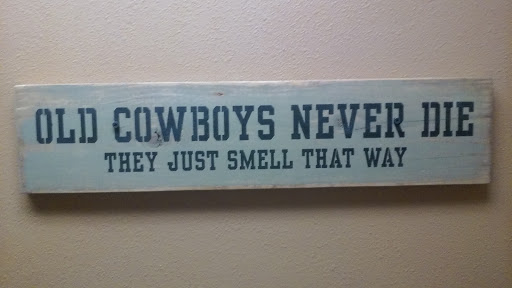 OLD COWBOYS NEVER DIE
THEY JUST SMELL THAT WAY